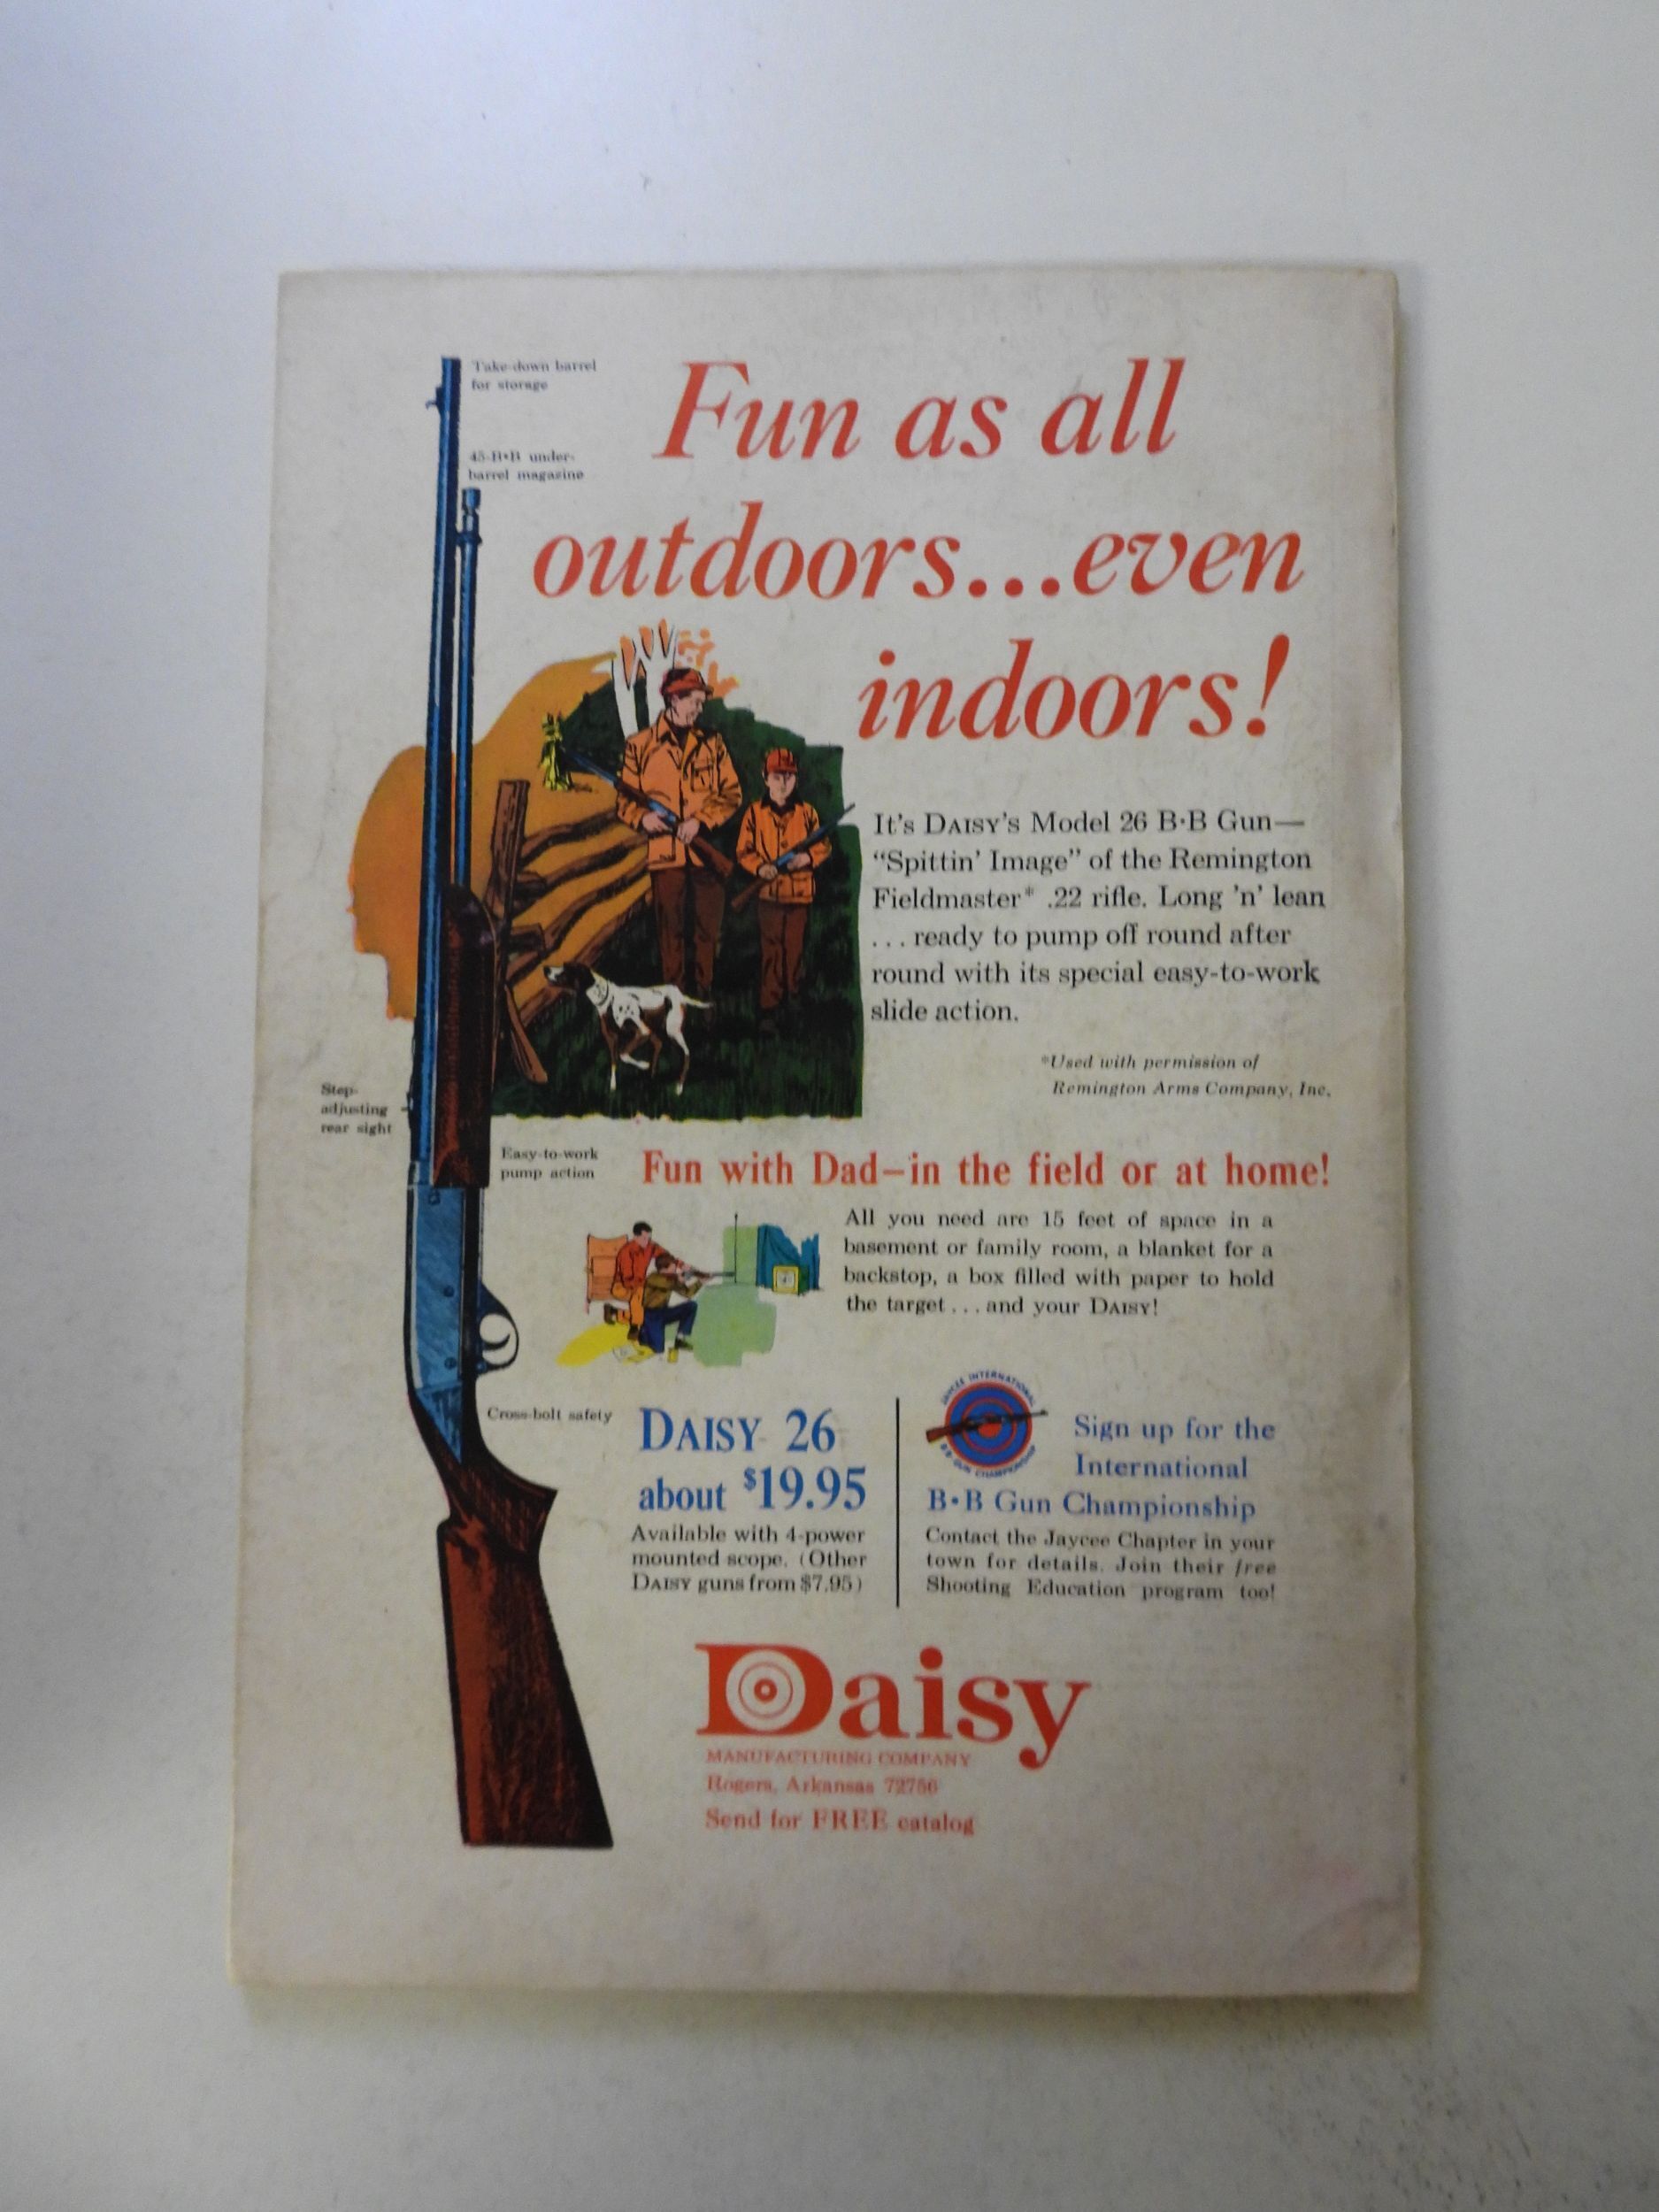 Take-down barrel
for storage
45-B•B under-
barrel magazine
Fun as all
outdoors...even
indoors!
It's DAISY'S Model 26 B•B Gun—
“Spittin' Image” of the Remington
Fieldmaster* .22 rifle. Long 'n' lean
...ready to pump off round after
round with its special easy-to-work
slide action.
*Used with permission of
Remington Arms Company, Inc.
Step-
adjusting
rear sight
Easy-to-work
pump action
Fun with Dad—in the field or at home!
All you need are 15 feet of space in a
basement or family room, a blanket for a
backstop, a box filled with paper to hold
the target...and your DAISY!
Cross-bolt safety
DAISY 26
about $19.95
Available with 4-power
mounted scope. (Other
DAISY guns from $7.95)
JAYCEE INTERNATIONAL
B•B GUN CHAMPIONSHIP
Sign up for the
International
B•B Gun Championship
Contact the Jaycee Chapter in your
town for details. Join their free
Shooting Education program too!
Daisy
MANUFACTURING COMPANY
Rogers, Arkansas 72756
Send for FREE catalog